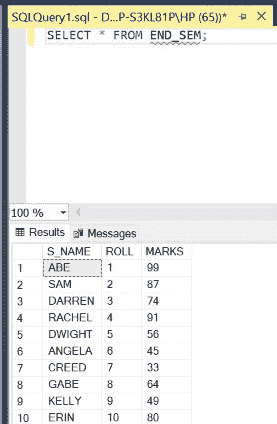 SQLQuery1.sql - D...P-S3KL81P\HP (65))*
SELECT * FROM END_SEM;
100 %
Results Messages
S_NAME ROLL MARKS
1 ABE 1 99
2 SAM 2 87
3 DARREN 3 74
4 RACHEL 4 91
5 DWIGHT 5 56
6 ANGELA 6 45
7 CREED 7 33
8 GABE 8 64
9 KELLY 9 49
10 ERIN 10 80